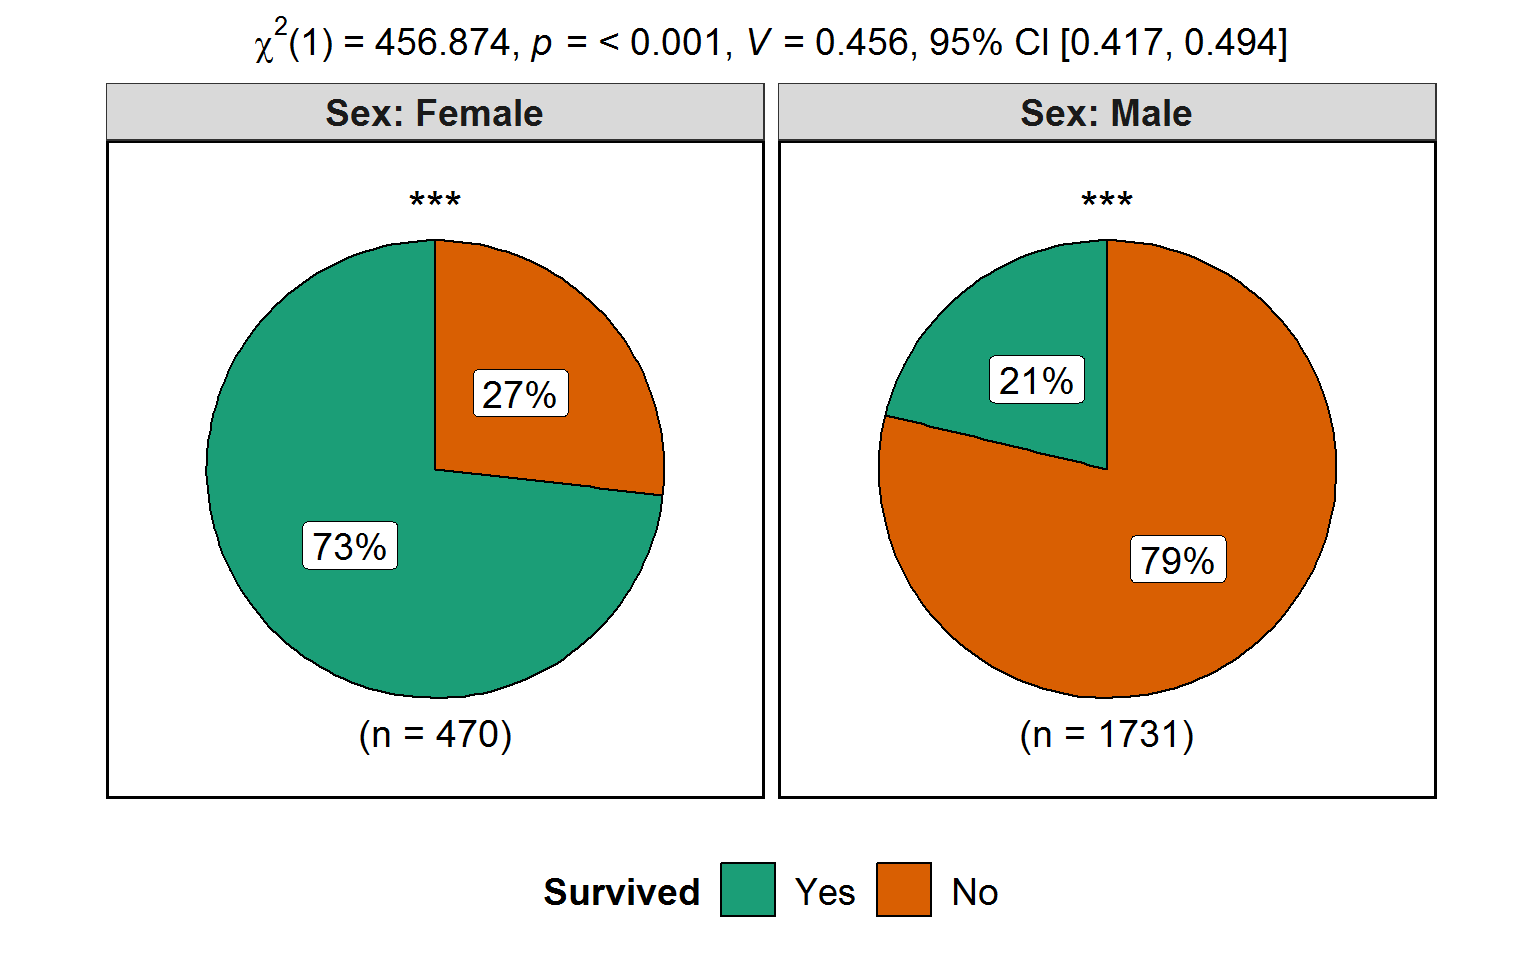 χ²(1) = 456.874, p = < 0.001, V = 0.456, 95% CI [0.417, 0.494]
Sex: Female
Sex: Male
***
***
27%
73%
21%
79%
(n = 470)
(n = 1731)
Survived Yes No